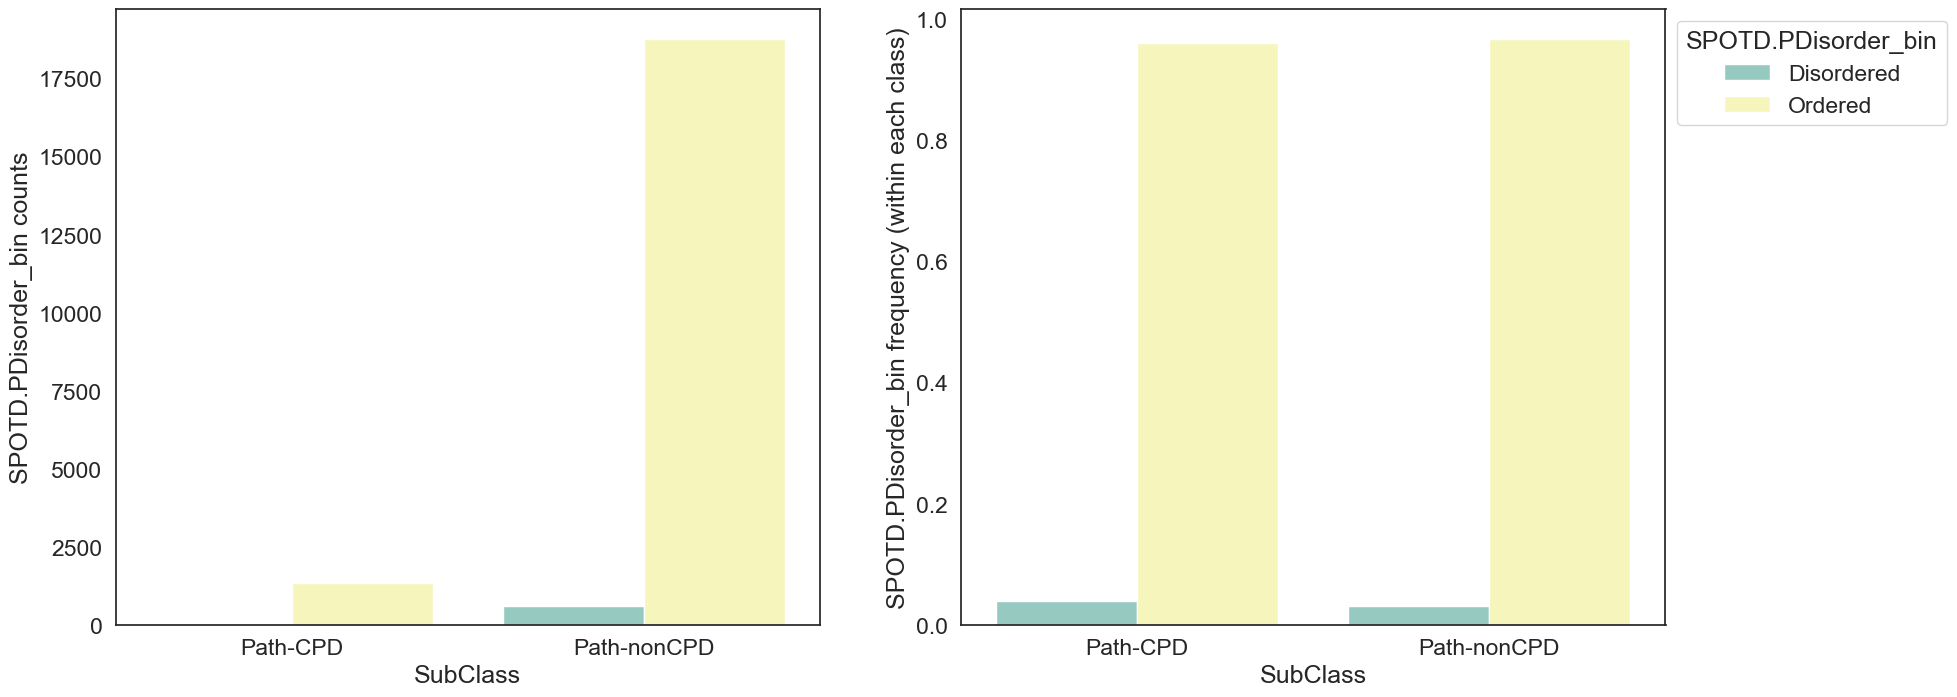 SPOTD.PDisorder_bin counts
17500
15000
12500
10000
7500
5000
2500
0
Path-CPD
Path-nonCPD
SubClass
SPOTD.PDisorder_bin frequency (within each class)
1.0
0.8
0.6
0.4
0.2
0.0
Path-CPD
Path-nonCPD
SubClass
SPOTD.PDisorder_bin
Disordered
Ordered